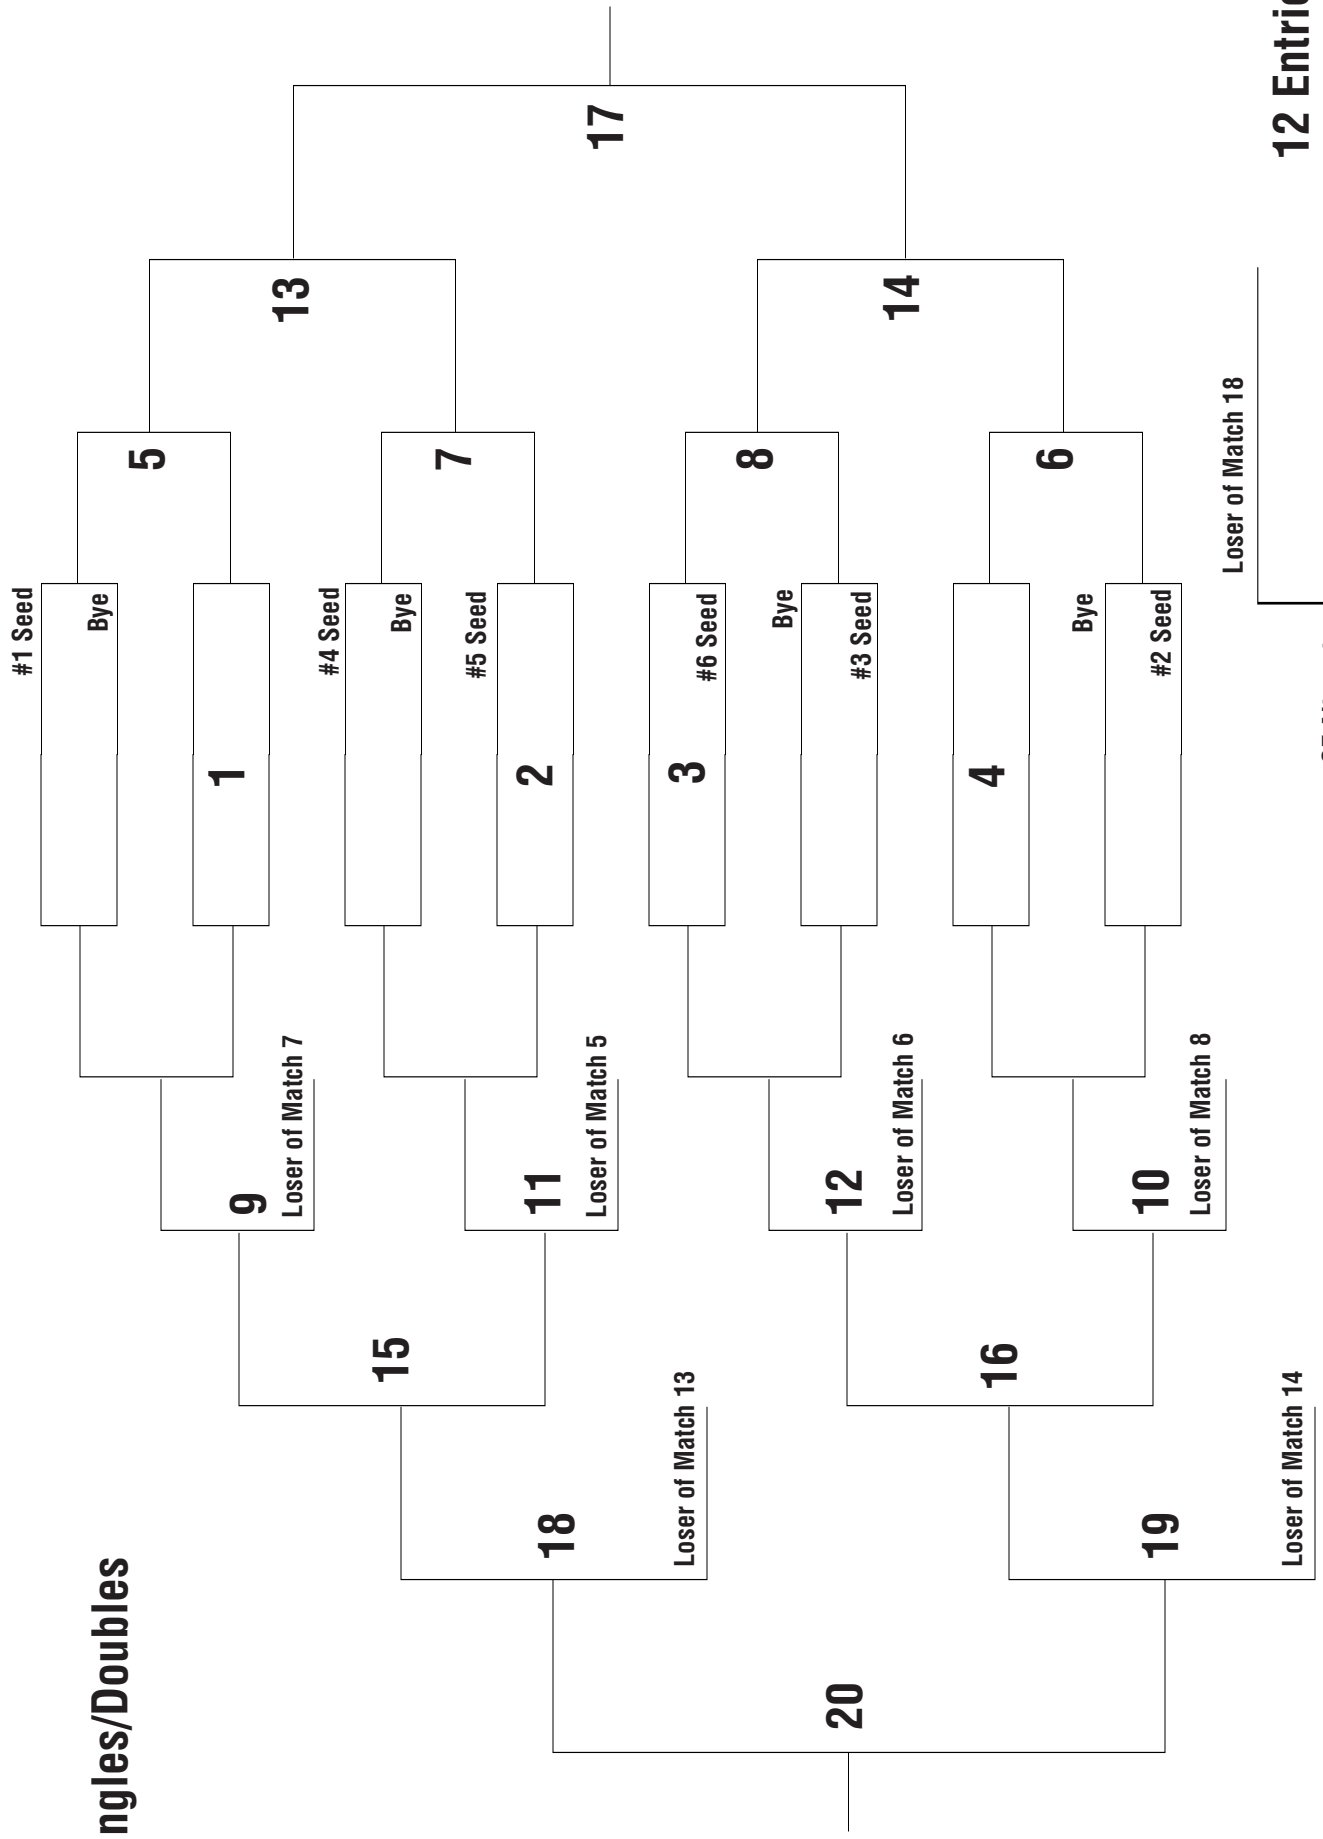 #1 Seed
Bye
ngles/Doubles
5
1
9
Loser of Match 7
13
#4 Seed
15
Bye
7
#5 Seed
2
11
18
Loser of Match 5
17
Loser of Match 13
3
#6 Seed
8
Bye
20
12
#3 Seed
Loser of Match 6
14
4
16
6
Bye
10
19
#2 Seed
Loser of Match 8
Loser of Match 18
Loser of Match 14
12 Entrie